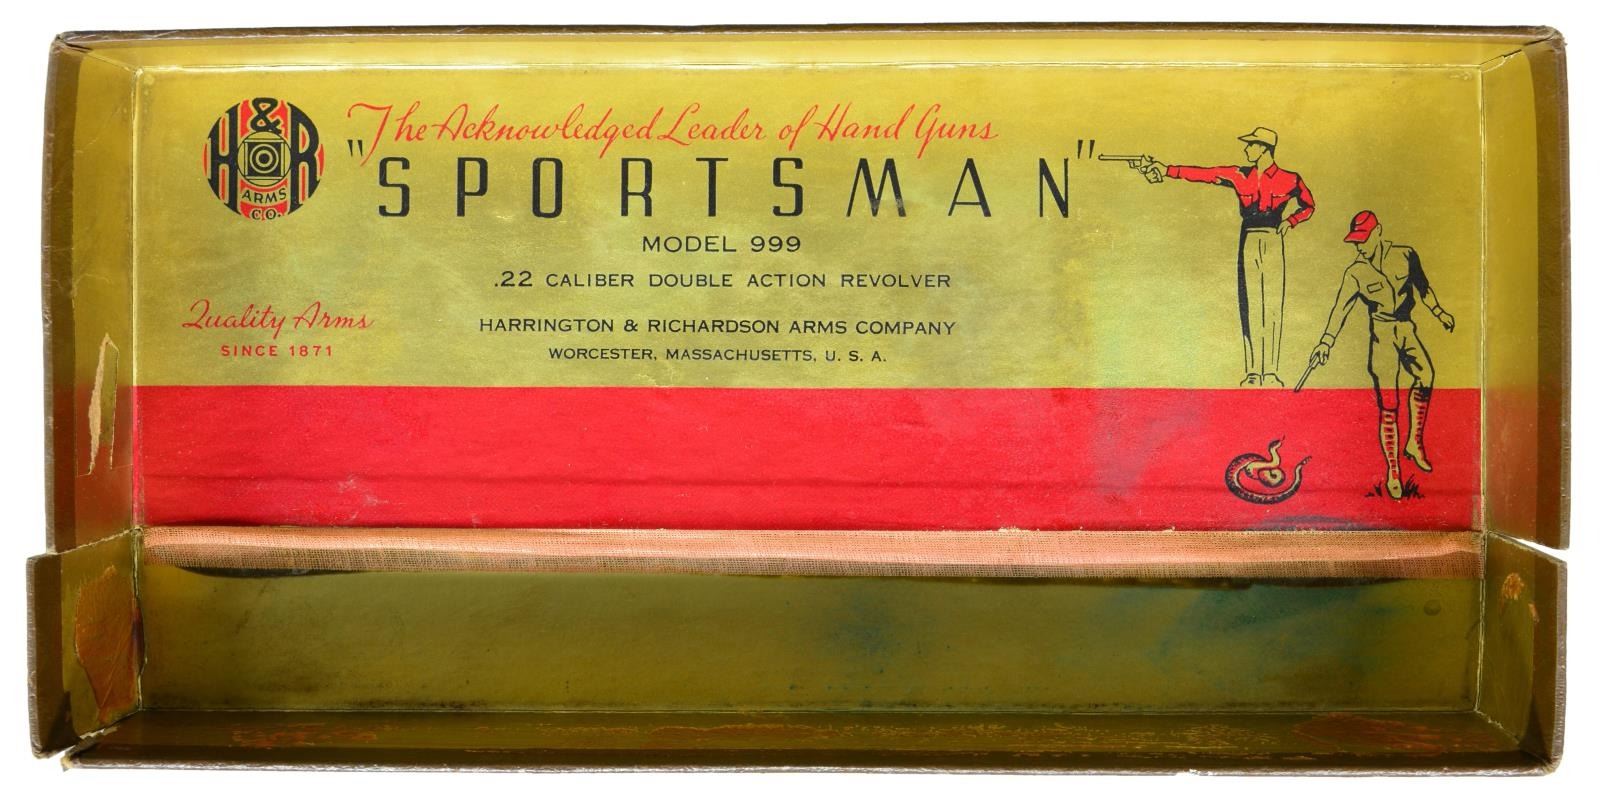 H&R
ARMS
CO.
The Acknowledged Leader of Hand Guns
"SPORTSMAN"
MODEL 999
.22 CALIBER DOUBLE ACTION REVOLVER
Quality Arms
SINCE 1871
HARRINGTON & RICHARDSON ARMS COMPANY
WORCESTER, MASSACHUSETTS, U. S. A.